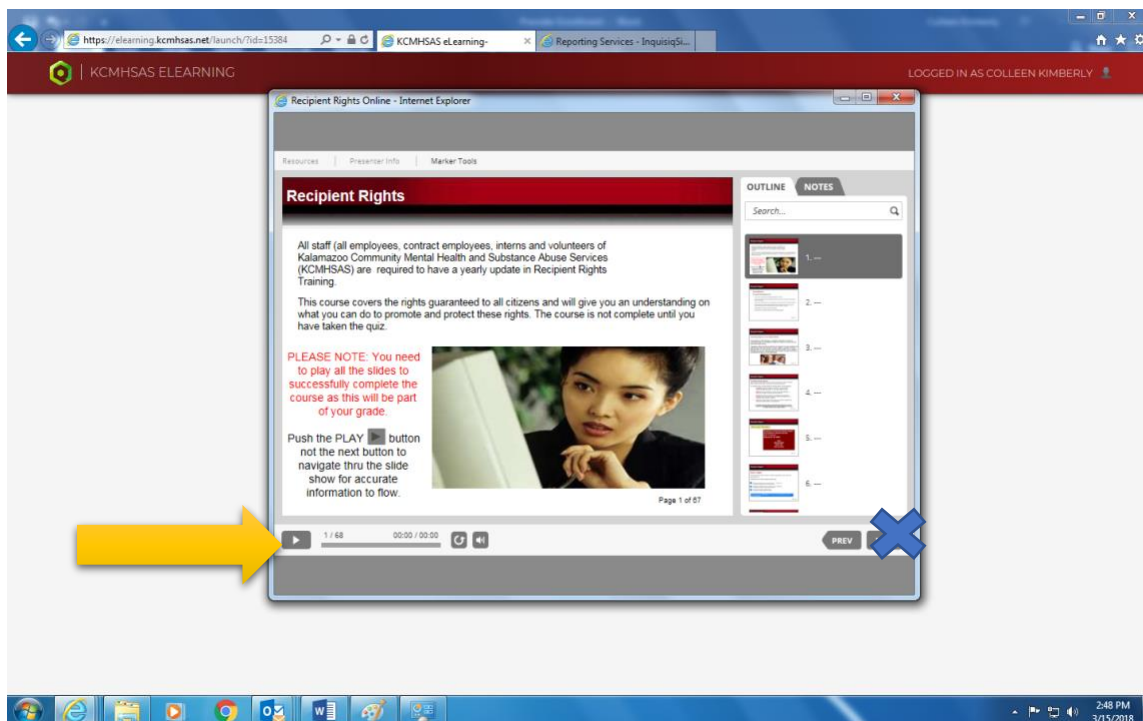 https://elearning.kcmhsas.net/launch/?id=15384
KCMHSAS eLearning-
Reporting Services - InquisiqSi...
KCMHSAS ELEARNING
LOGGED IN AS COLLEEN KIMBERLY
Recipient Rights Online - Internet Explorer
Resources
Presenter Info
Marker Tools
Recipient Rights
All staff (all employees, contract employees, interns and volunteers of
Kalamazoo Community Mental Health and Substance Abuse Services
(KCMHSAS) are required to have a yearly update in Recipient Rights
Training.
This course covers the rights guaranteed to all citizens and will give you an understanding on
what you can do to promote and protect these rights. The course is not complete until you
have taken the quiz.
PLEASE NOTE: You need
to play all the slides to
successfully complete the
course as this will be part
of your grade.
Push the PLAY button
not the next button to
navigate thru the slide
show for accurate
information to flow.
Page 1 of 67
OUTLINE
NOTES
Search...
1. ---
2. ---
3. ---
4. ---
5. ---
6. ---
1 / 68
00:00 / 00:00
PREV
2:48 PM
3/15/2018